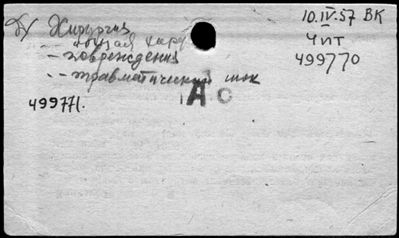 Д/ Хирургия
10.IV.57 ВК
– общая хирур
Чит
– повреждения
499770
-- травматический шок
АС
499771.